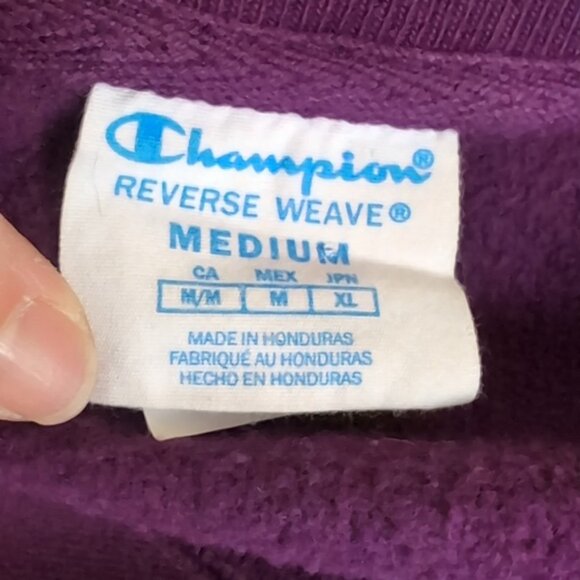 Champion®
REVERSE WEAVE®
MEDIUM
CA MEX JPN
M/M M XL
MADE IN HONDURAS
FABRIQUÉ AU HONDURAS
HECHO EN HONDURAS